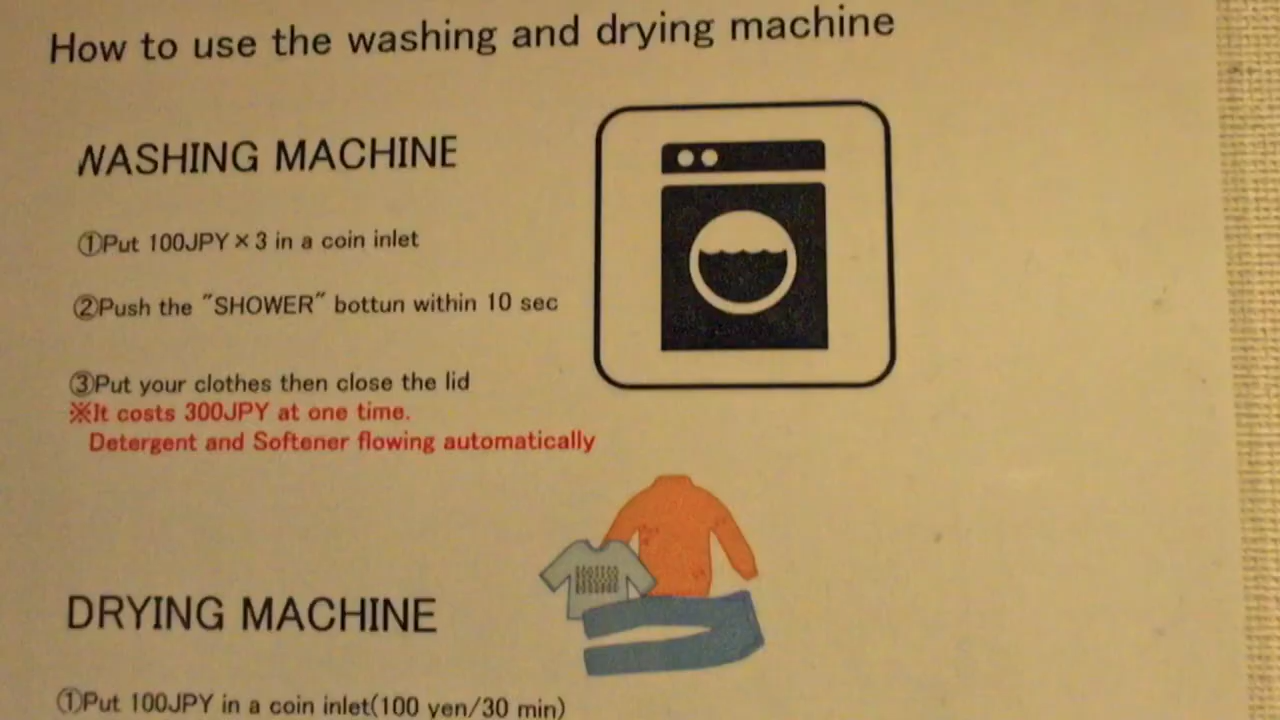 How to use the washing and drying machine
WASHING MACHINE
①Put 100JPY×3 in a coin inlet
②Push the "SHOWER" bottun within 10 sec
③Put your clothes then close the lid
※It costs 300JPY at one time.
Detergent and Softener flowing automatically
DRYING MACHINE
①Put 100JPY in a coin inlet(100 yen/30 min)